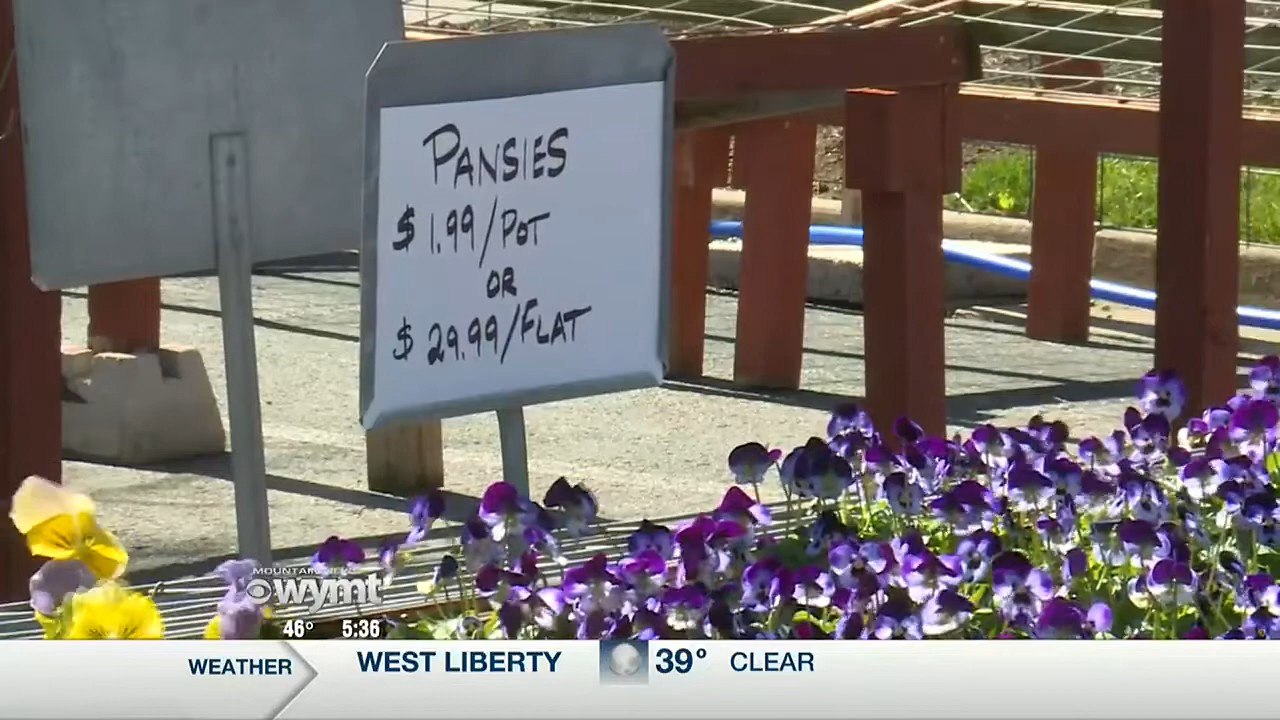 PANSIES
$1.99/POT
OR
$29.99/FLAT
wymt
46° 5:36
WEATHER WEST LIBERTY 39° CLEAR